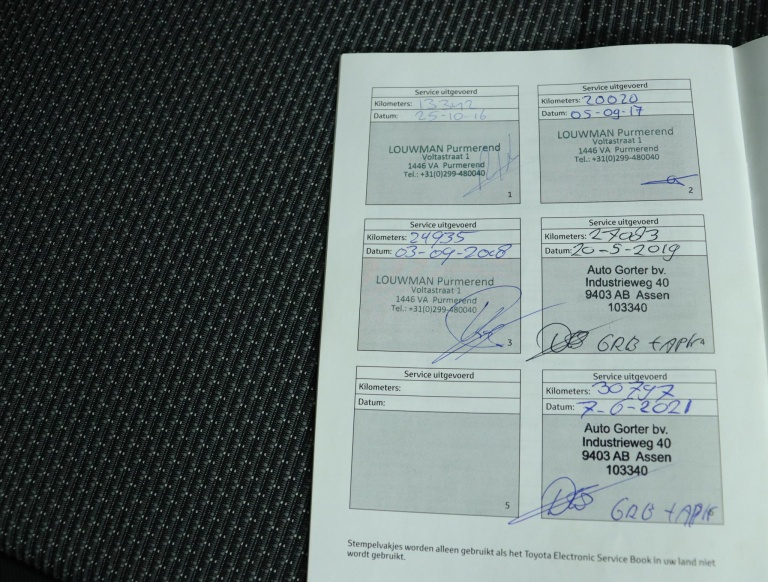 Service uitgevoerd
Kilometers: 13342
Datum: 25-10-16
LOUWMAN Purmerend
Voltastraat 1
1446 VA Purmerend
Tel.: +31(0)299-480040
1
Service uitgevoerd
Kilometers: 20020
Datum: 05-09-17
LOUWMAN Purmerend
Voltastraat 1
1446 VA Purmerend
Tel.: +31(0)299-480040
2
Service uitgevoerd
Kilometers: 24935
Datum: 03-09-2008
LOUWMAN Purmerend
Voltastraat 1
1446 VA Purmerend
Tel.: +31(0)299-480040
3
Service uitgevoerd
Kilometers: 27083
Datum: 20-5-2019
Auto Gorter bv.
Industrieweg 40
9403 AB Assen
103340
GRB + APK
Service uitgevoerd
Kilometers:
Datum:
5
Service uitgevoerd
Kilometers: 30797
Datum: 7-6-2021
Auto Gorter bv.
Industrieweg 40
9403 AB Assen
103340
GRB + APK
Stempelvakjes worden alleen gebruikt als het Toyota Electronic Service Book in uw land niet
wordt gebruikt.